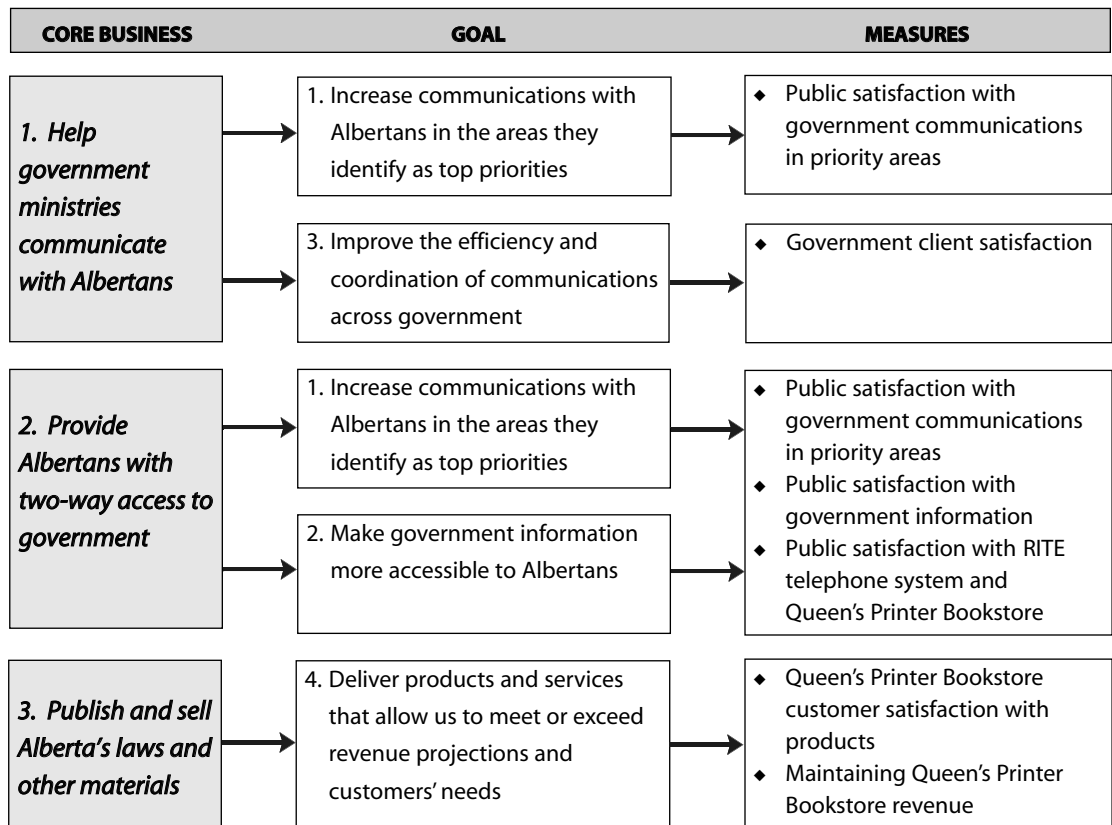 CORE BUSINESS GOAL MEASURES
1. Help
government
ministries
communicate
with Albertans
1. Increase communications with
Albertans in the areas they
identify as top priorities
◆ Public satisfaction with
government communications
in priority areas
3. Improve the efficiency and
coordination of communications
across government
◆ Government client satisfaction
2. Provide
Albertans with
two-way access to
government
1. Increase communications with
Albertans in the areas they
identify as top priorities
2. Make government information
more accessible to Albertans
◆ Public satisfaction with
government communications
in priority areas
◆ Public satisfaction with
government information
◆ Public satisfaction with RITE
telephone system and
Queen’s Printer Bookstore
3. Publish and sell
Alberta’s laws and
other materials
4. Deliver products and services
that allow us to meet or exceed
revenue projections and
customers’ needs
◆ Queen’s Printer Bookstore
customer satisfaction with
products
◆ Maintaining Queen’s Printer
Bookstore revenue